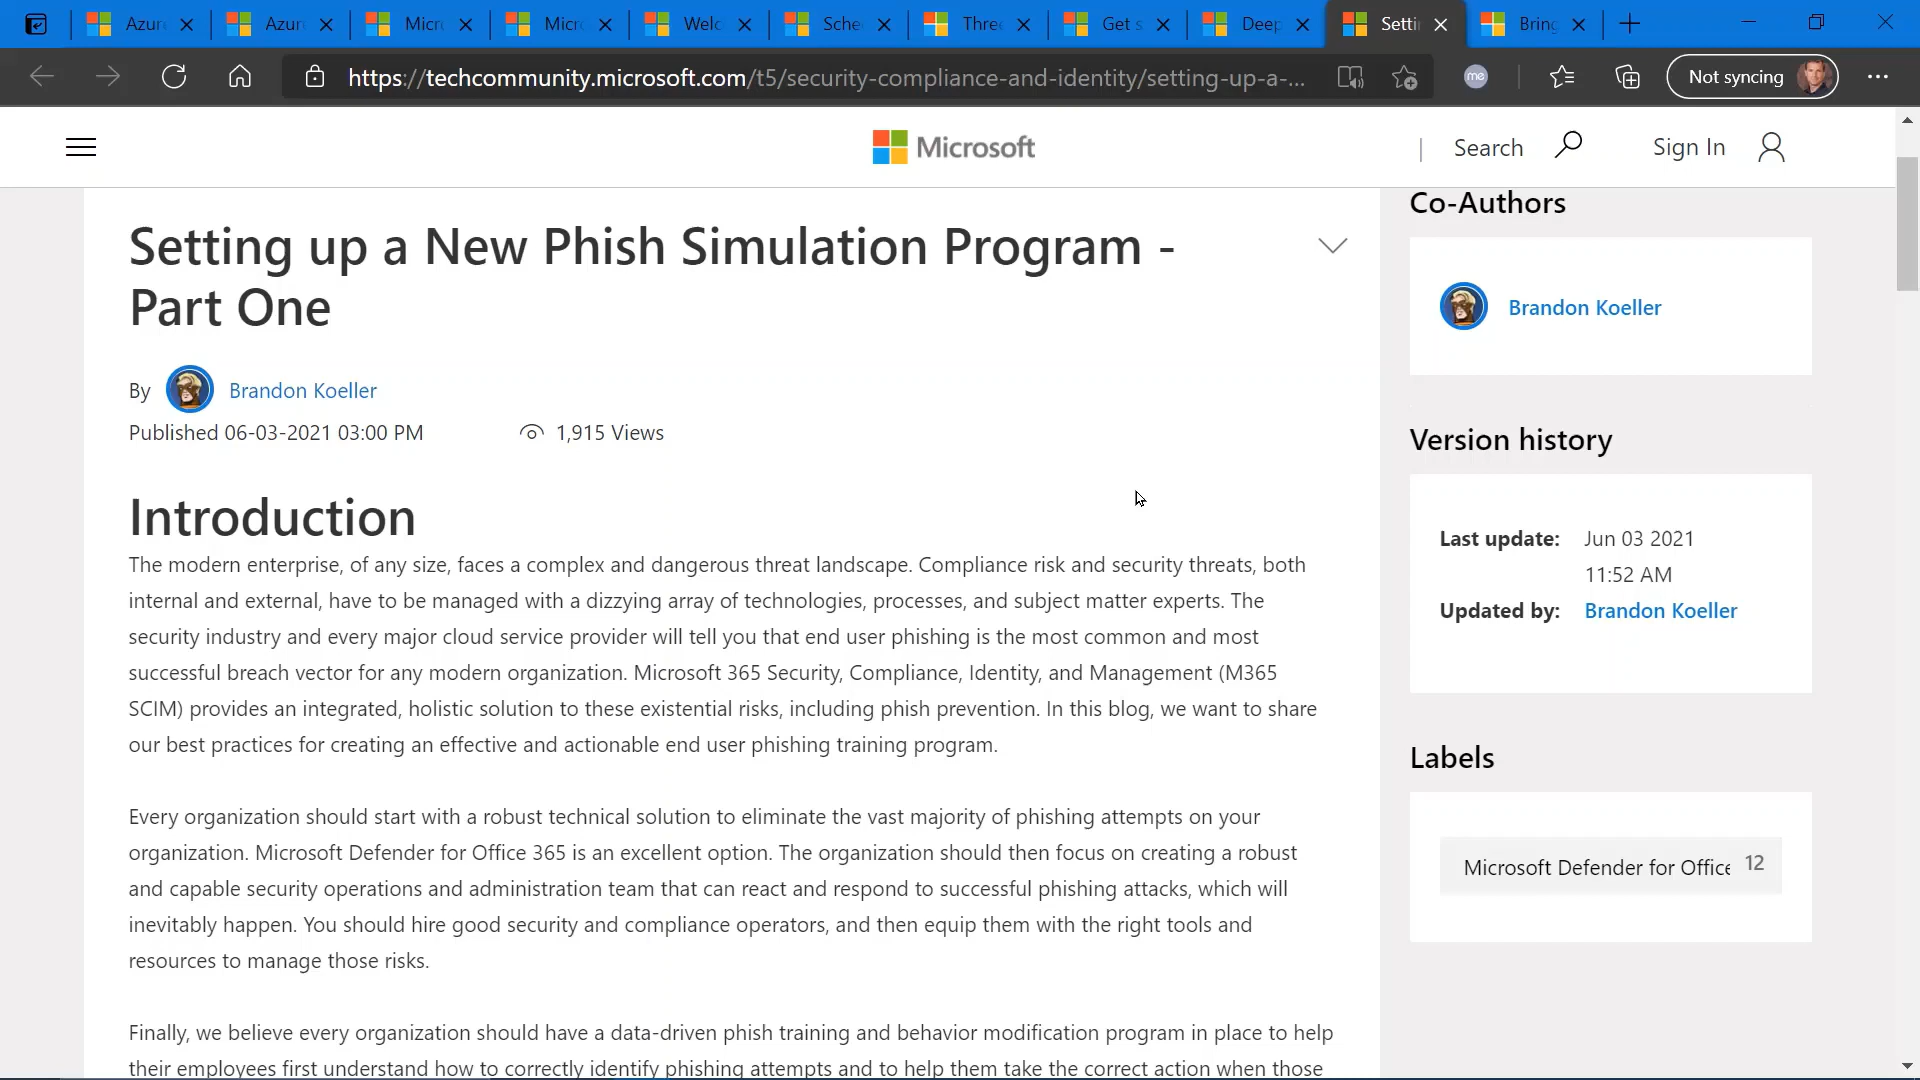 Azur
Azur
Micr
Micr
Welc
Sche
Three
Get s
Deep
Setti
Bring
https://techcommunity.microsoft.com/t5/security-compliance-and-identity/setting-up-a-...
me
Not syncing
Microsoft
Search
Sign In
Setting up a New Phish Simulation Program -
Part One
By Brandon Koeller
Published 06-03-2021 03:00 PM
1,915 Views
Introduction
The modern enterprise, of any size, faces a complex and dangerous threat landscape. Compliance risk and security threats, both
internal and external, have to be managed with a dizzying array of technologies, processes, and subject matter experts. The
security industry and every major cloud service provider will tell you that end user phishing is the most common and most
successful breach vector for any modern organization. Microsoft 365 Security, Compliance, Identity, and Management (M365
SCIM) provides an integrated, holistic solution to these existential risks, including phish prevention. In this blog, we want to share
our best practices for creating an effective and actionable end user phishing training program.
Every organization should start with a robust technical solution to eliminate the vast majority of phishing attempts on your
organization. Microsoft Defender for Office 365 is an excellent option. The organization should then focus on creating a robust
and capable security operations and administration team that can react and respond to successful phishing attacks, which will
inevitably happen. You should hire good security and compliance operators, and then equip them with the right tools and
resources to manage those risks.
Finally, we believe every organization should have a data-driven phish training and behavior modification program in place to help
their employees first understand how to correctly identify phishing attempts and to help them take the correct action when those
Co-Authors
Brandon Koeller
Version history
Last update: Jun 03 2021
11:52 AM
Updated by: Brandon Koeller
Labels
Microsoft Defender for Office 12